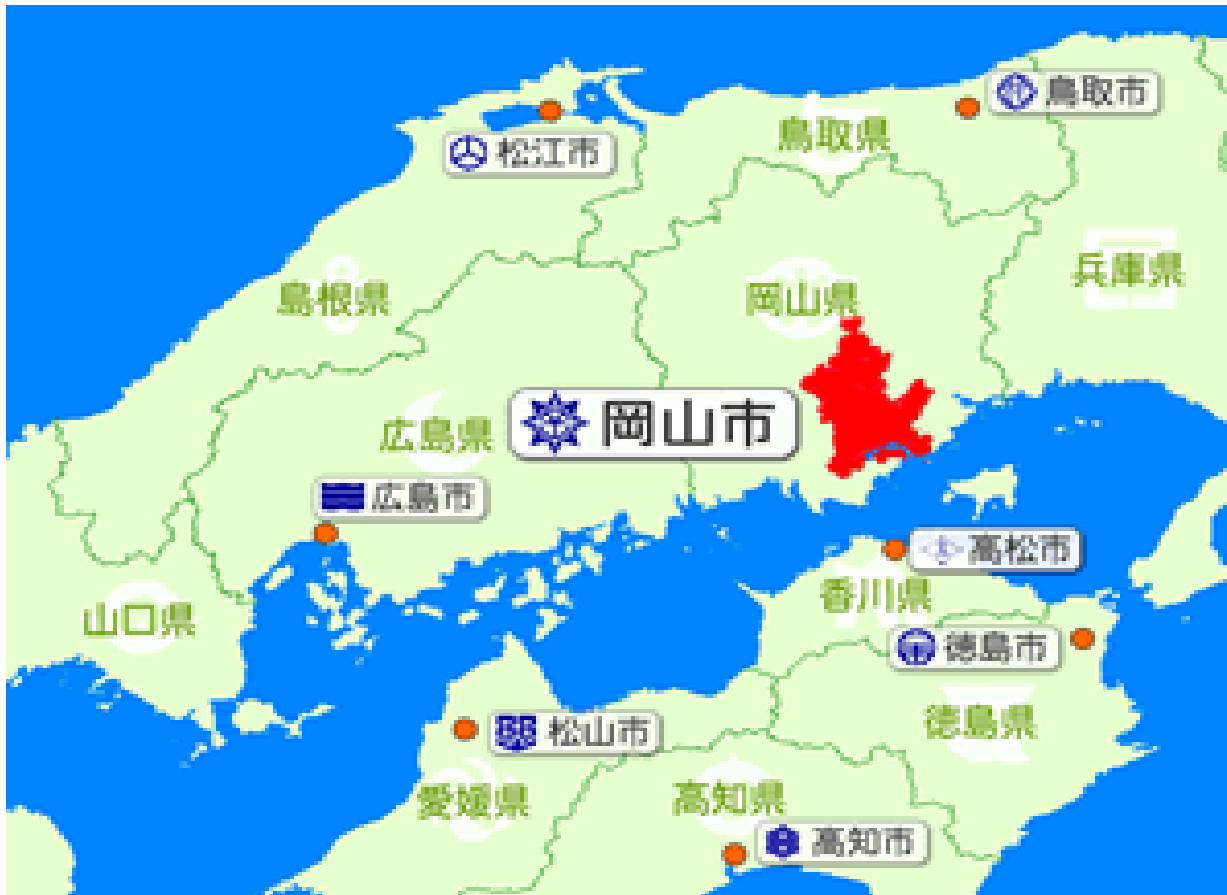 鳥取市
鳥取県
松江市
兵庫県
島根県
岡山県
岡山市
広島県
広島市
高松市
香川県
山口県
徳島市
徳島県
松山市
愛媛県
高知県
高知市